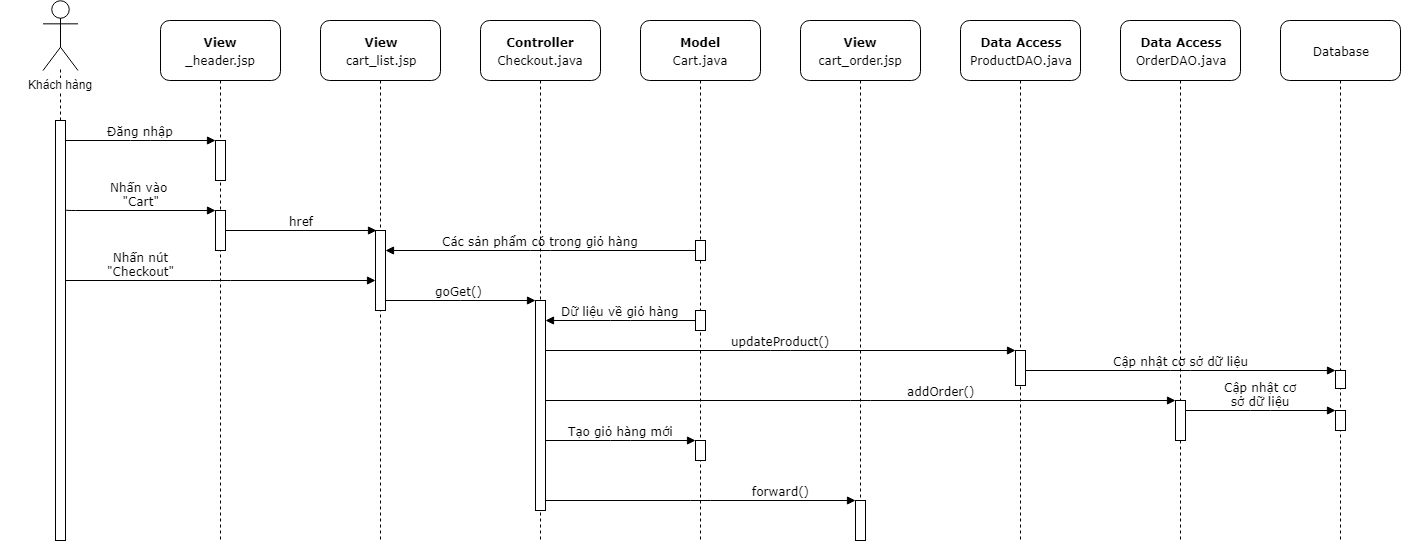 View
_header.jsp
View
cart_list.jsp
Controller
Checkout.java
Model
Cart.java
View
cart_order.jsp
Data Access
ProductDAO.java
Data Access
OrderDAO.java
Database
Khách hàng
Đăng nhập
Nhấn vào
"Cart"
href
Các sản phẩm có trong giỏ hàng
Nhấn nút
"Checkout"
goGet()
Dữ liệu về giỏ hàng
updateProduct()
Cập nhật cơ sở dữ liệu
addOrder()
Cập nhật cơ
sở dữ liệu
Tạo giỏ hàng mới
forward()